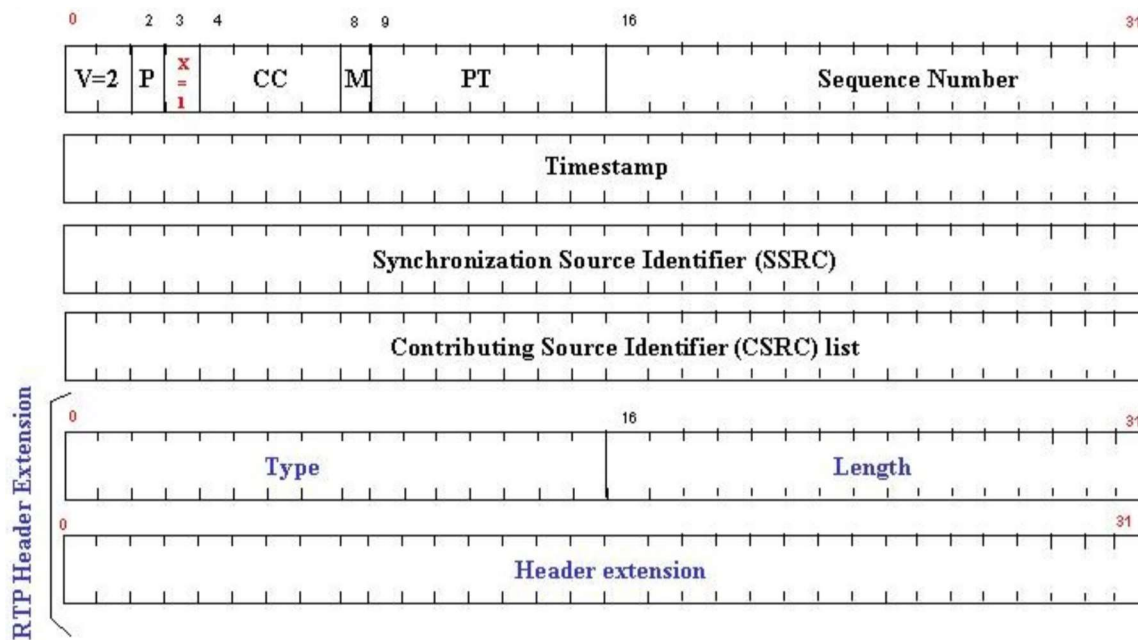 0 2 3 4 8 9 16 31
V=2 P X=1 CC M PT Sequence Number
Timestamp
Synchronization Source Identifier (SSRC)
Contributing Source Identifier (CSRC) list
RTP Header Extension
0 16 31
Type Length
0 31
Header extension